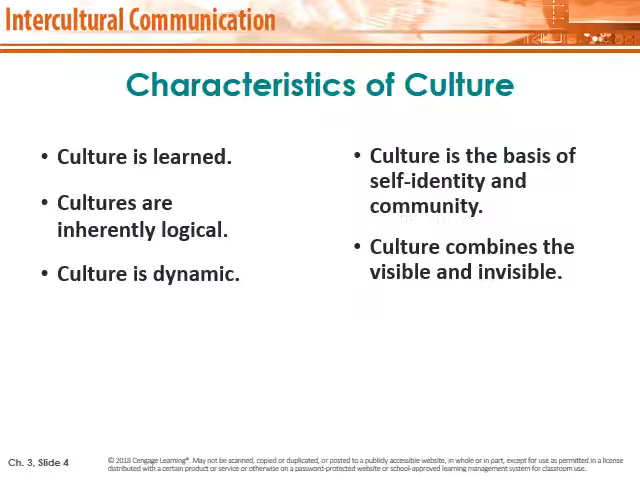 Intercultural Communication
Characteristics of Culture
• Culture is learned.
• Cultures are
inherently logical.
• Culture is dynamic.
• Culture is the basis of
self-identity and
community.
• Culture combines the
visible and invisible.
Ch. 3, Slide 4
© 2018 Cengage Learning®. May not be scanned, copied or duplicated, or posted to a publicly accessible website, in whole or in part, except for use as permitted in a license
distributed with a certain product or service or otherwise on a password-protected website or school-approved learning management system for classroom use.